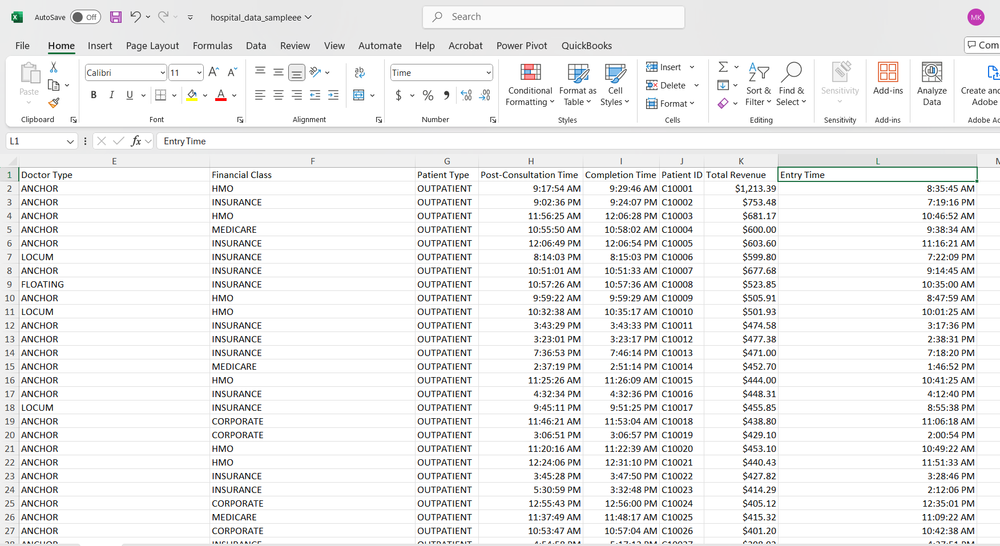 AutoSave Off hospital_data_sampleee Search MK
File Home Insert Page Layout Formulas Data Review View Automate Help Acrobat Power Pivot QuickBooks Com
Paste
Calibri 11
B I U
Time
$ % 
Conditional Formatting
Format as Table
Cell Styles
Insert
Delete
Format
Sort & Filter
Find & Select
Sensitivity
Add-ins
Analyze Data
Create and
Adobe
Clipboard Font Alignment Number Styles Cells Editing Sensitivity Add-ins Adobe Ac
L1 fx Entry Time
E F G H I J K L
1 Doctor Type Financial Class Patient Type Post-Consultation Time Completion Time Patient ID Total Revenue Entry Time
2 ANCHOR HMO OUTPATIENT 9:17:54 AM 9:29:46 AM C10001 $1,213.39 8:35:45 AM
3 ANCHOR INSURANCE OUTPATIENT 9:02:36 PM 9:24:07 PM C10002 $753.48 7:19:16 PM
4 ANCHOR HMO OUTPATIENT 11:56:25 AM 12:06:28 PM C10003 $681.17 10:46:52 AM
5 ANCHOR MEDICARE OUTPATIENT 10:55:50 AM 10:58:02 AM C10004 $600.00 9:38:34 AM
6 ANCHOR INSURANCE OUTPATIENT 12:06:49 PM 12:06:54 PM C10005 $603.60 11:16:21 AM
7 LOCUM INSURANCE OUTPATIENT 8:14:03 PM 8:15:03 PM C10006 $599.80 7:22:09 PM
8 ANCHOR INSURANCE OUTPATIENT 10:51:01 AM 10:51:33 AM C10007 $677.68 9:14:45 AM
9 FLOATING INSURANCE OUTPATIENT 10:57:26 AM 10:57:36 AM C10008 $523.85 10:35:00 AM
10 ANCHOR HMO OUTPATIENT 9:59:22 AM 9:59:29 AM C10009 $505.91 8:47:59 AM
11 LOCUM HMO OUTPATIENT 10:32:38 AM 10:35:17 AM C10010 $501.93 10:01:25 AM
12 ANCHOR INSURANCE OUTPATIENT 3:43:29 PM 3:43:33 PM C10011 $474.58 3:17:36 PM
13 ANCHOR INSURANCE OUTPATIENT 3:23:01 PM 3:23:17 PM C10012 $477.38 2:38:31 PM
14 ANCHOR INSURANCE OUTPATIENT 7:36:53 PM 7:46:14 PM C10013 $471.00 7:18:20 PM
15 ANCHOR MEDICARE OUTPATIENT 2:37:19 PM 2:51:14 PM C10014 $452.70 1:46:52 PM
16 ANCHOR HMO OUTPATIENT 11:25:26 AM 11:26:09 AM C10015 $444.00 10:41:25 AM
17 ANCHOR INSURANCE OUTPATIENT 4:32:34 PM 4:32:36 PM C10016 $448.31 4:12:40 PM
18 LOCUM INSURANCE OUTPATIENT 9:45:11 PM 9:51:25 PM C10017 $455.85 8:55:38 PM
19 ANCHOR CORPORATE OUTPATIENT 11:46:21 AM 11:53:04 AM C10018 $438.80 11:06:18 AM
20 ANCHOR CORPORATE OUTPATIENT 3:06:51 PM 3:06:57 PM C10019 $429.10 2:00:54 PM
21 ANCHOR HMO OUTPATIENT 11:20:16 AM 11:22:39 AM C10020 $453.10 10:49:22 AM
22 ANCHOR HMO OUTPATIENT 12:24:06 PM 12:31:10 PM C10021 $440.43 11:51:33 AM
23 ANCHOR INSURANCE OUTPATIENT 3:45:28 PM 3:47:50 PM C10022 $427.82 3:28:46 PM
24 ANCHOR INSURANCE OUTPATIENT 5:30:59 PM 3:32:48 PM C10023 $414.29 2:12:06 PM
25 ANCHOR CORPORATE OUTPATIENT 12:55:43 PM 12:56:00 PM C10024 $405.12 12:35:01 PM
26 ANCHOR MEDICARE OUTPATIENT 11:37:49 AM 11:48:17 AM C10025 $415.32 11:09:22 AM
27 ANCHOR CORPORATE OUTPATIENT 10:53:47 AM 10:57:04 AM C10026 $401.20 10:42:38 AM